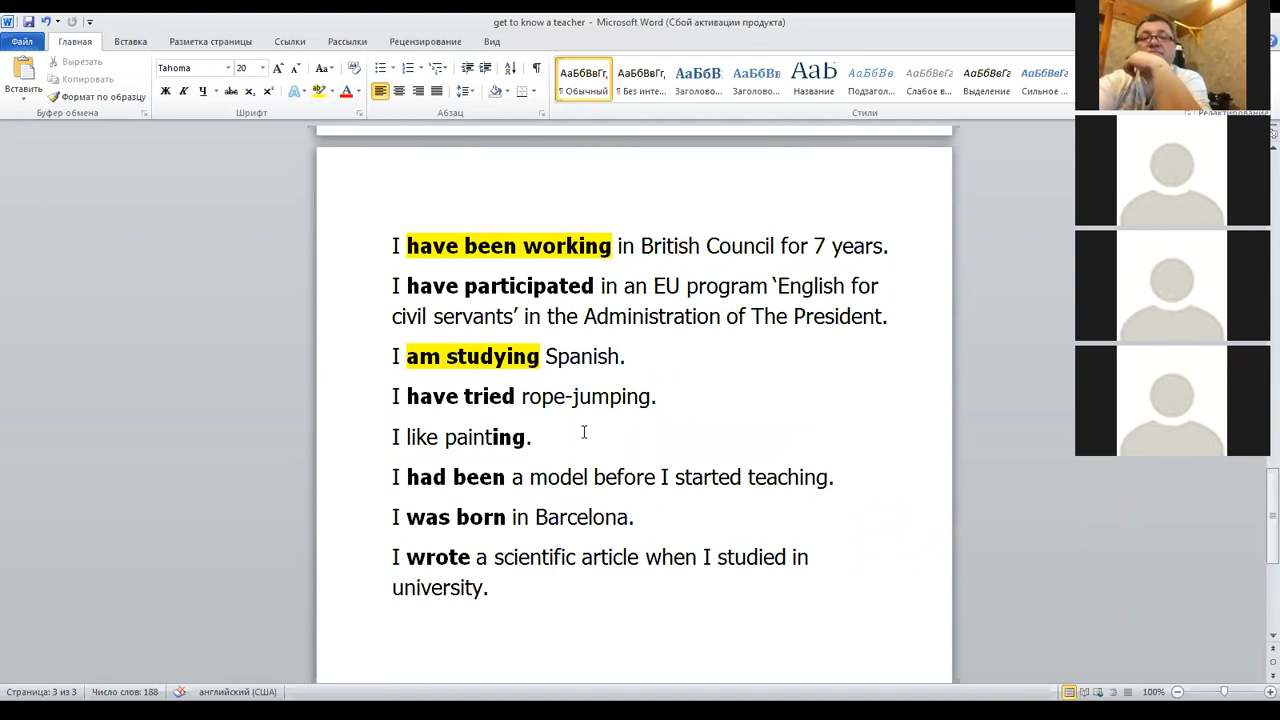 get to know a teacher - Microsoft Word (Сбой активации продукта)
Файл Главная Вставка Разметка страницы Ссылки Рассылки Рецензирование Вид
Вставить
Вырезать
Копировать
Формат по образцу
Буфер обмена
Tahoma 20
Ж К Ч
Шрифт
Абзац
АаБбВвГг, АаБбВвГг, АаБбВ АаБбВв АаБ АаБбВв АаБбВвГг АаБбВвГг АаБбВвГг
¶ Обычный ¶ Без инте... Заголово... Заголово... Название Подзагол... Слабое в... Выделение Сильное ...
Стили
Редактирование
I have been working in British Council for 7 years.
I have participated in an EU program ‘English for
civil servants’ in the Administration of The President.
I am studying Spanish.
I have tried rope-jumping.
I like painting.
I had been a model before I started teaching.
I was born in Barcelona.
I wrote a scientific article when I studied in
university.
Страница: 3 из 3 Число слов: 188 английский (США) 100%